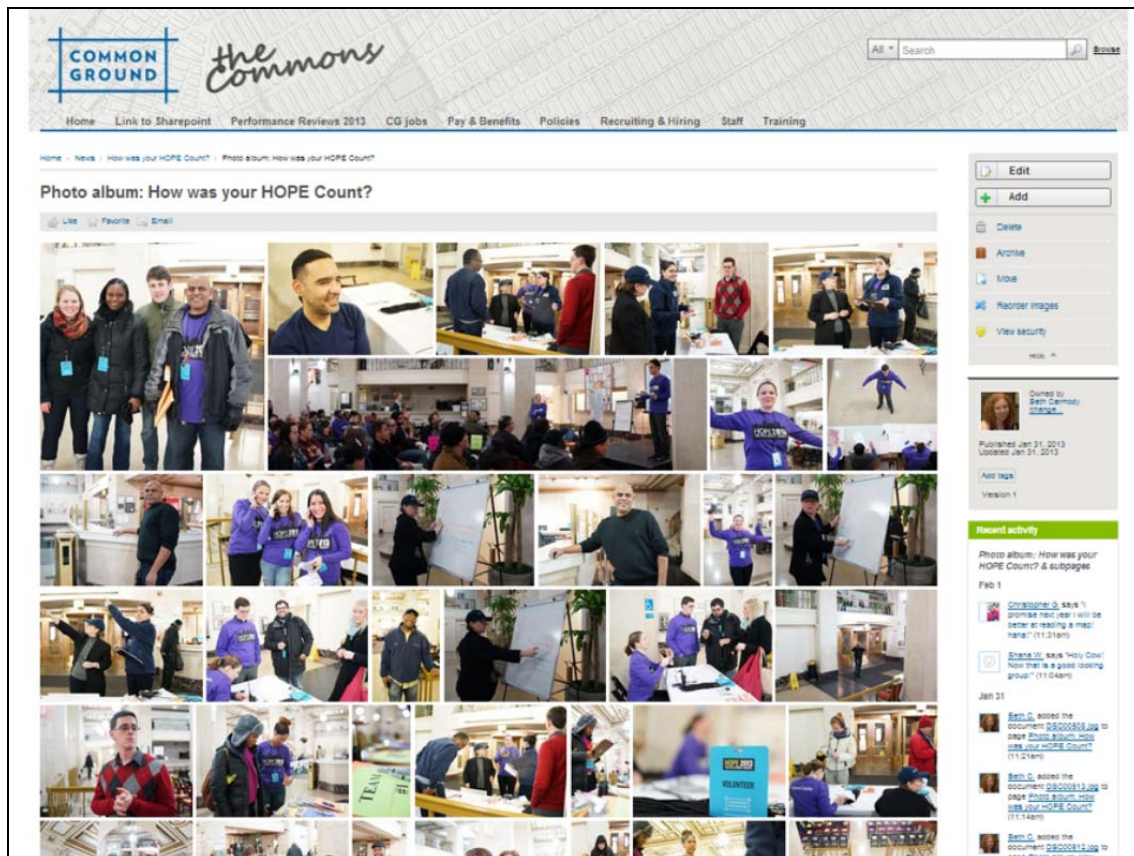 COMMON
GROUND
the
commons
All
Search
Browse
Home Link to Sharepoint Performance Reviews 2013 CG jobs Pay & Benefits Policies Recruiting & Hiring Staff Training
Home › News › How was your HOPE Count? › Photo album: How was your HOPE Count?
Photo album: How was your HOPE Count?
Like Favorite Email
HOPE 2013
TEAM
HOPE 2013
VOLUNTEER
Edit
Add
Delete
Archive
Move
Reorder images
View security
Owned by
Beth Carmody
change...
Published Jan 31, 2013
Updated Jan 31, 2013
Add tags
Version 1
Recent activity
Photo album: How was your
HOPE Count? & subpages
Feb 1
Christopher G. says "I
promise next year I will be
better at reading a map!
haha!" (11:31am)
Shana W. says "Holy Cow!
Now that is a good looking
group!" (11:04am)
Jan 31
Beth C. added the
document DSC00808.jpg to
page Photo album: How
was your HOPE Count?
(11:21am)
Beth C. added the
document DSC00813.jpg to
page Photo album: How
was your HOPE Count?
(11:14am)
Beth C. added the
document DSC00812.jpg to